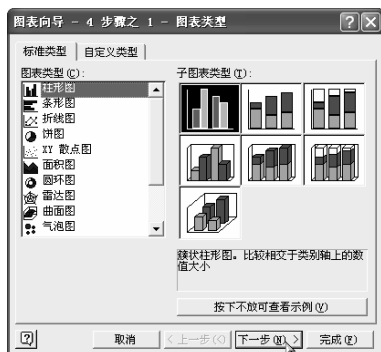 图表向导 - 4 步骤之 1 - 图表类型
标准类型 自定义类型
图表类型(C): 子图表类型(T):
柱形图
条形图
折线图
饼图
XY 散点图
面积图
圆环图
雷达图
曲面图
气泡图
簇状柱形图。比较相交于类别轴上的数
值大小
按下不放可查看示例(V)
取消 <上一步(<) 下一步(N) > 完成(F)